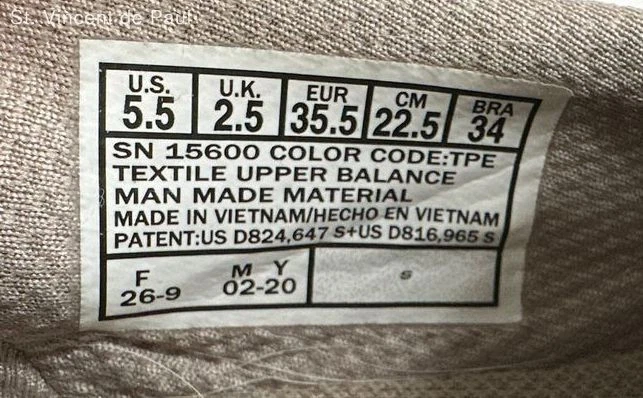 St. Vincent de Paul
U.S. U.K. EUR CM BRA
5.5 2.5 35.5 22.5 34
SN 15600 COLOR CODE:TPE
TEXTILE UPPER BALANCE
MAN MADE MATERIAL
MADE IN VIETNAM/HECHO EN VIETNAM
PATENT:US D824,647 S+US D816,965 S
F M Y S
26-9 02-20